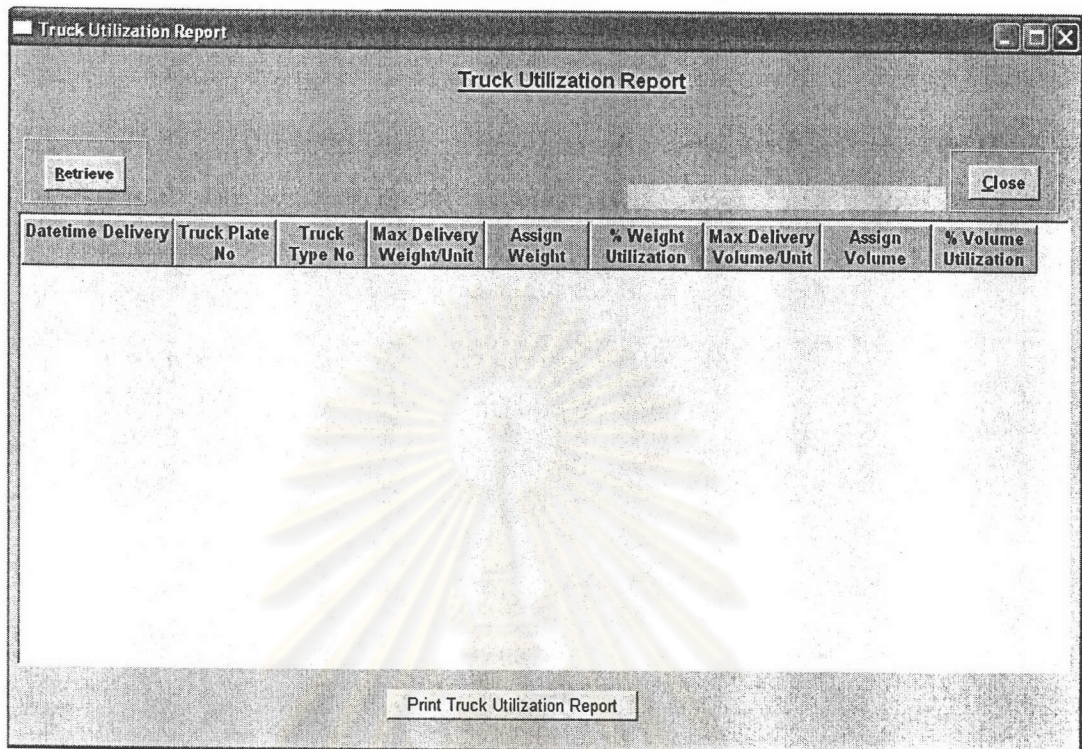 Truck Utilization Report
Truck Utilization Report
Retrieve
Close
Datetime Delivery Truck Plate No Truck Type No Max Delivery Weight/Unit Assign Weight % Weight Utilization Max Delivery Volume/Unit Assign Volume % Volume Utilization
Print Truck Utilization Report